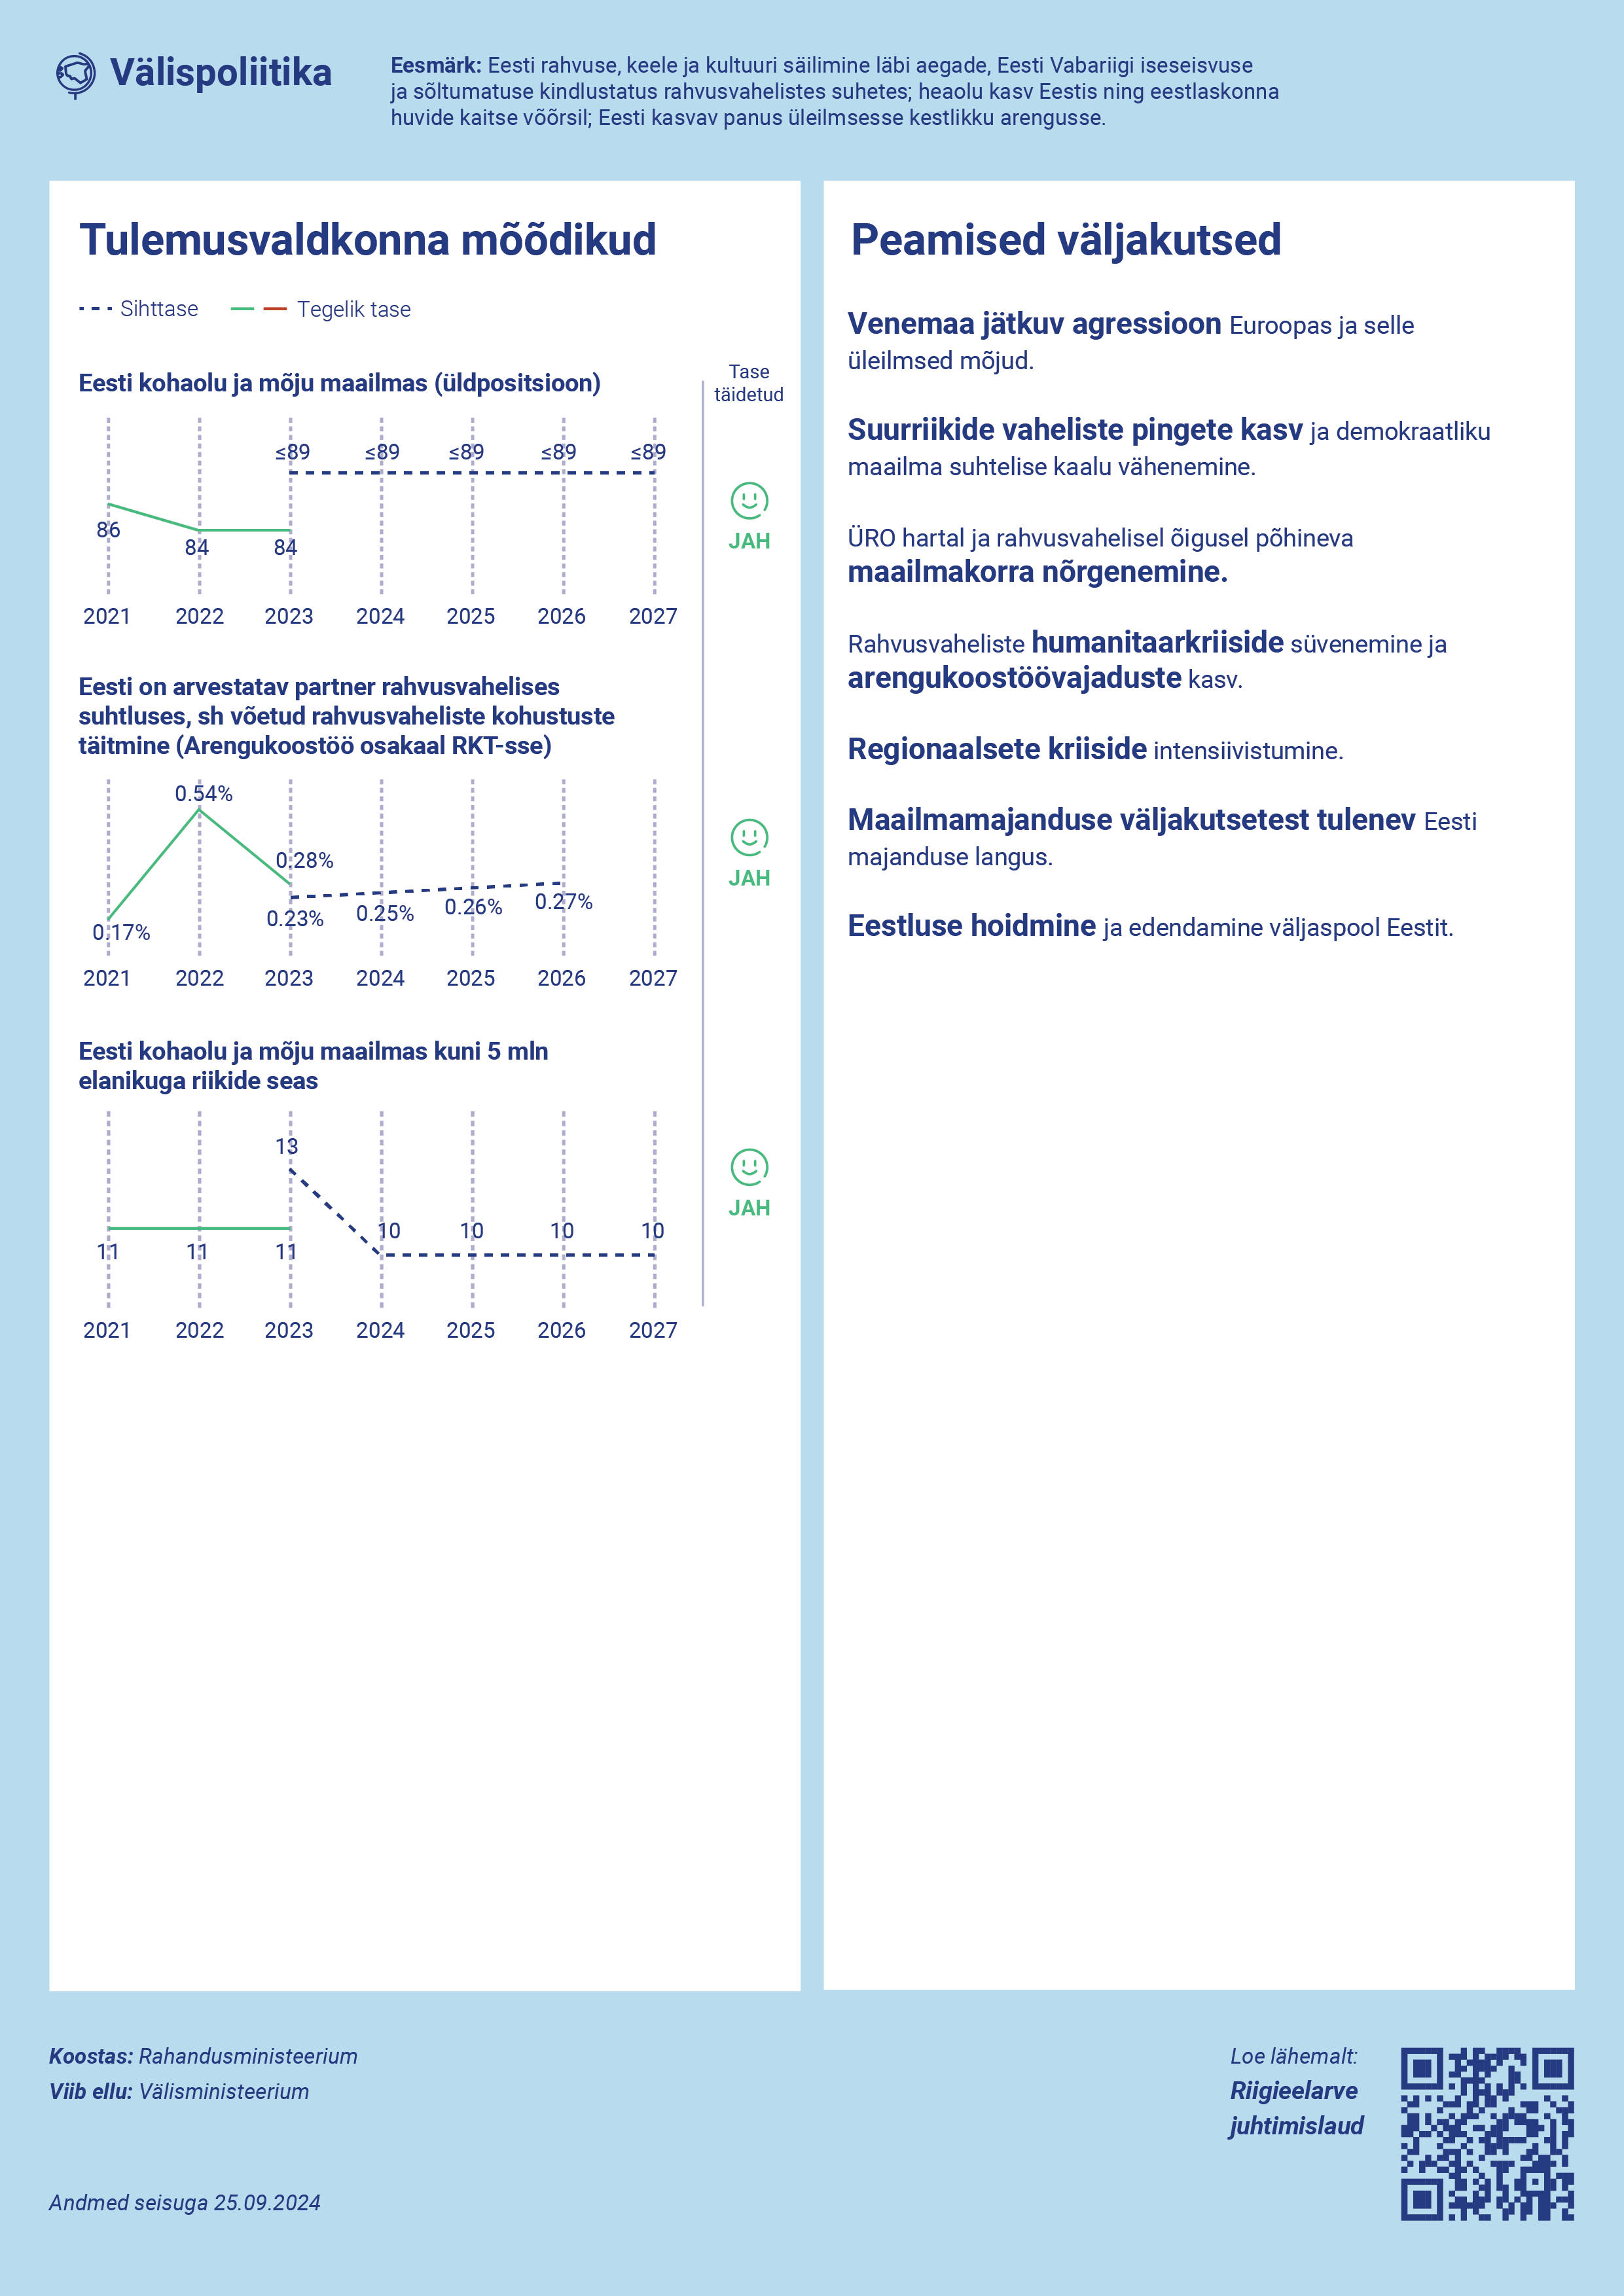 Välispoliitika
Eesmärk: Eesti rahvuse, keele ja kultuuri säilimine läbi aegade, Eesti Vabariigi iseseisvuse
ja sõltumatuse kindlustatus rahvusvahelistes suhetes; heaolu kasv Eestis ning eestlaskonna
huvide kaitse võõrsil; Eesti kasvav panus üleilmsesse kestlikku arengusse.
Tulemusvaldkonna mõõdikud
Sihttase Tegelik tase
Tase
täidetud
Eesti kohaolu ja mõju maailmas (üldpositsioon)
≤89 ≤89 ≤89 ≤89 ≤89
86 84 84
JAH
2021 2022 2023 2024 2025 2026 2027
Eesti on arvestatav partner rahvusvahelises
suhtluses, sh võetud rahvusvaheliste kohustuste
täitmine (Arengukoostöö osakaal RKT-sse)
0.54%
0.28%
0.17% 0.23% 0.25% 0.26% 0.27%
JAH
2021 2022 2023 2024 2025 2026 2027
Eesti kohaolu ja mõju maailmas kuni 5 mln
elanikuga riikide seas
13
10 10 10 10
11 11 11
JAH
2021 2022 2023 2024 2025 2026 2027
Peamised väljakutsed
Venemaa jätkuv agressioon Euroopas ja selle
üleilmsed mõjud.
Suurriikide vaheliste pingete kasv ja demokraatliku
maailma suhtelise kaalu vähenemine.
ÜRO hartal ja rahvusvahelisel õigusel põhineva
maailmakorra nõrgenemine.
Rahvusvaheliste humanitaarkriiside süvenemine ja
arengukoostöövajaduste kasv.
Regionaalsete kriiside intensiivistumine.
Maailmamajanduse väljakutsetest tulenev Eesti
majanduse langus.
Eestluse hoidmine ja edendamine väljaspool Eestit.
Koostas: Rahandusministeerium
Viib ellu: Välisministeerium
Andmed seisuga 25.09.2024
Loe lähemalt:
Riigieelarve
juhtimislaud